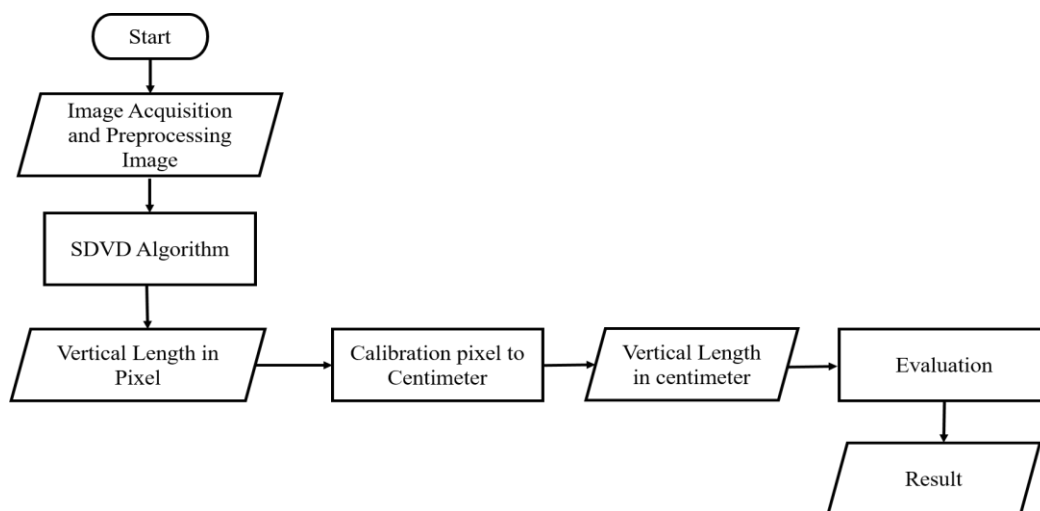 Start
Image Acquisition
and Preprocessing
Image
SDVD Algorithm
Vertical Length in
Pixel
Calibration pixel to
Centimeter
Vertical Length
in centimeter
Evaluation
Result